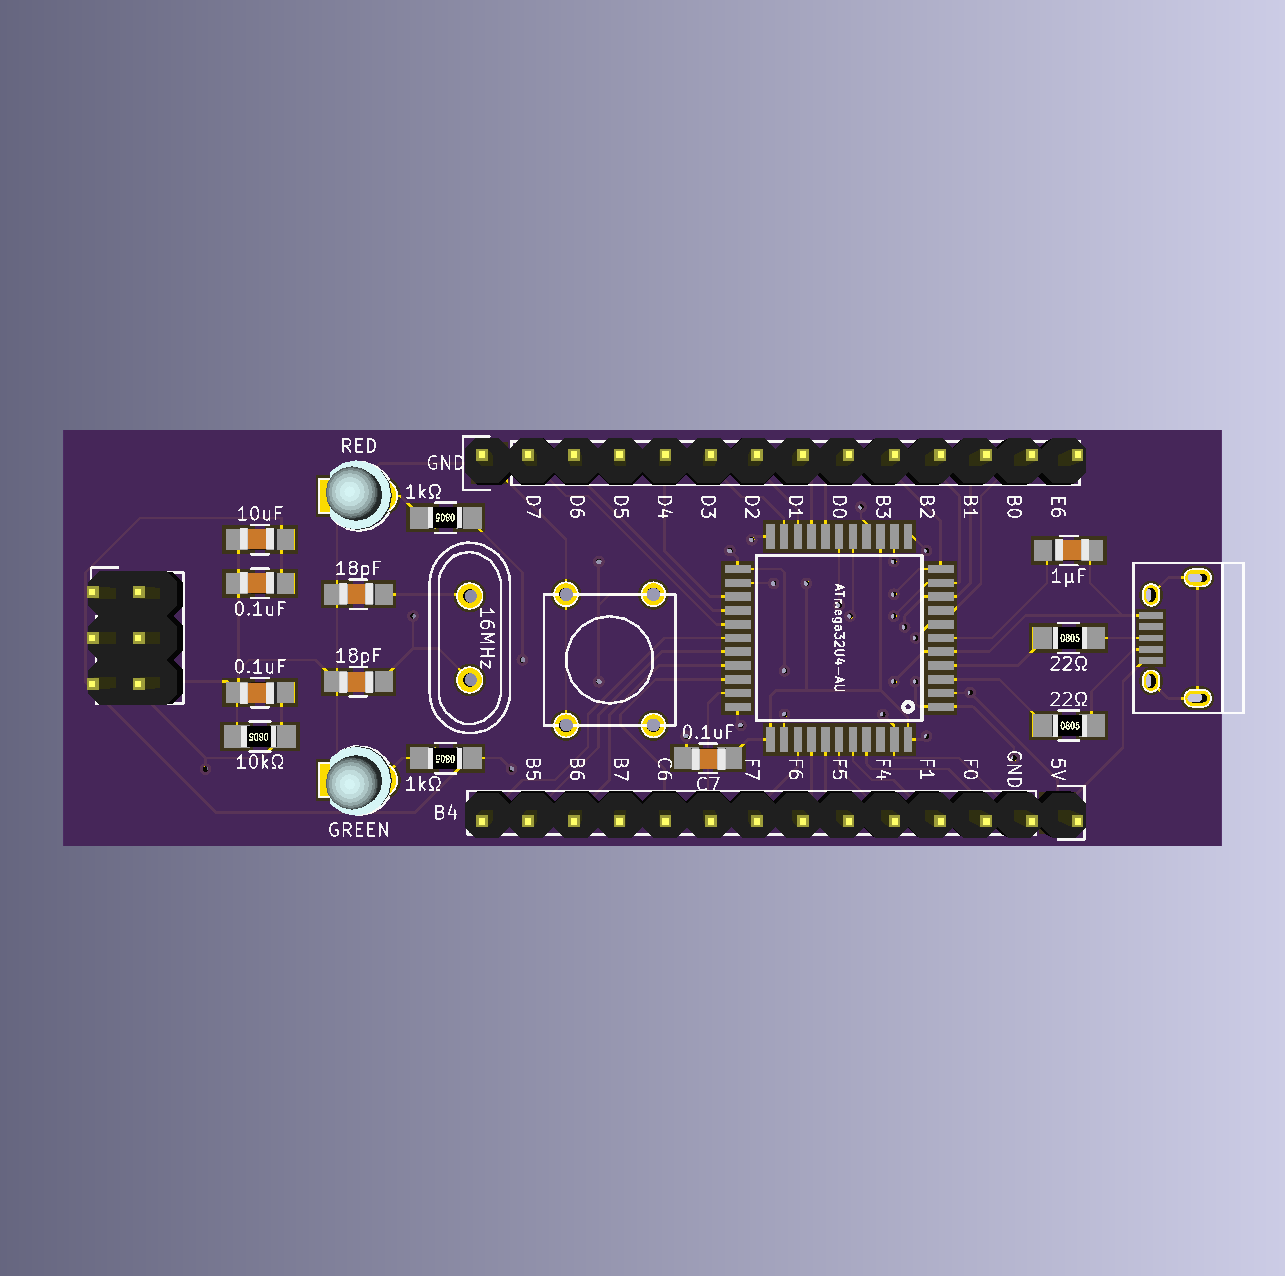 RED
GND
1kΩ
0805
10uF
0.1uF
18pF
18pF
0.1uF
0805
10kΩ
GREEN
0805
1kΩ
16MHz
D7
D6
D5
D4
D3
D2
D1
D0
B3
B2
B1
B0
E6
ATmega32U4-AU
1µF
0805
22Ω
22Ω
0805
0.1uF
C7
B4
B5
B6
B7
C6
F7
F6
F5
F4
F1
F0
GND
5V